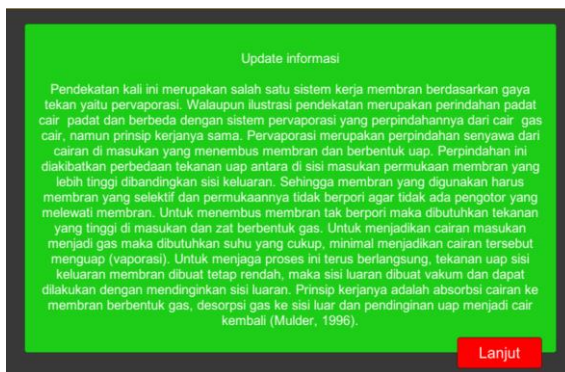 Update informasi
Pendekatan kali ini merupakan salah satu sistem kerja membran berdasarkan gaya
tekan yaitu pervaporasi. Walaupun ilustrasi pendekatan merupakan perindahan padat
cair padat dan berbeda dengan sistem pervaporasi yang perpindahannya dari cair gas
cair, namun prinsip kerjanya sama. Pervaporasi merupakan perpindahan senyawa dari
cairan di masukan yang menembus membran dan berbentuk uap. Perpindahan ini
diakibatkan perbedaan tekanan uap antara di sisi masukan permukaan membran yang
lebih tinggi dibandingkan sisi keluaran. Sehingga membran yang digunakan harus
membran yang selektif dan permukaannya tidak berpori agar tidak ada pengotor yang
melewati membran. Untuk menembus membran tak berpori maka dibutuhkan tekanan
yang tinggi di masukan dan zat berbentuk gas. Untuk menjadikan cairan masukan
menjadi gas maka dibutuhkan suhu yang cukup, minimal menjadikan cairan tersebut
menguap (vaporasi). Untuk menjaga proses ini terus berlangsung, tekanan uap sisi
keluaran membran dibuat tetap rendah, maka sisi luaran dibuat vakum dan dapat
dilakukan dengan mendinginkan sisi luaran. Prinsip kerjanya adalah absorbsi cairan ke
membran berbentuk gas, desorpsi gas ke sisi luar dan pendinginan uap menjadi cair
kembali (Mulder, 1996).
Lanjut